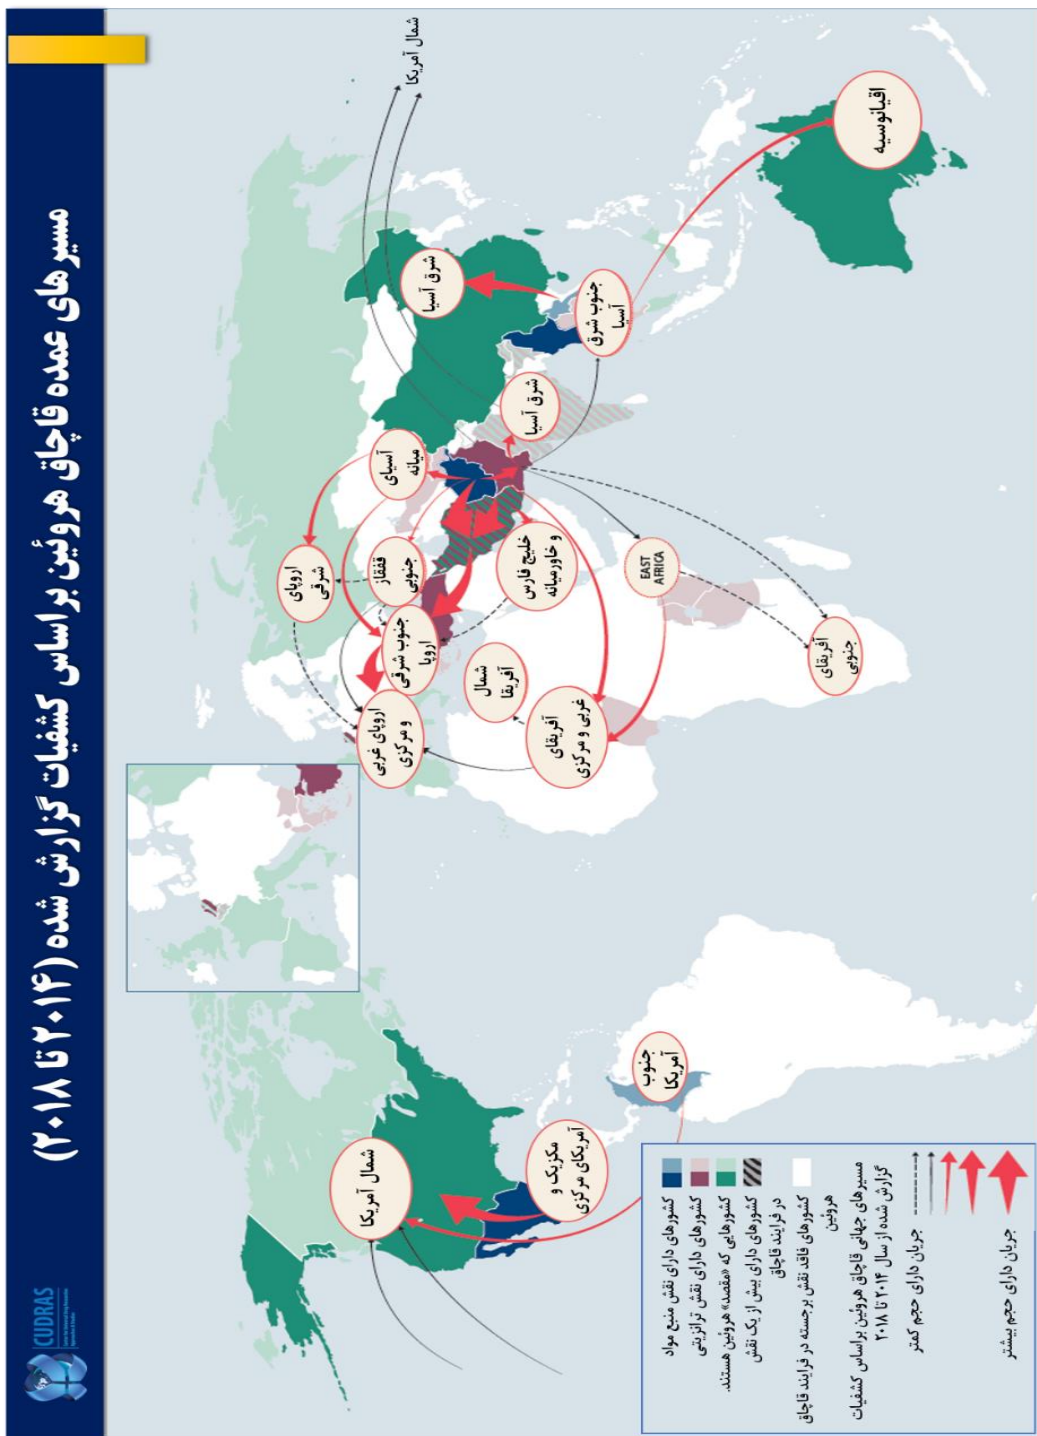 مسیرهای عمده قاچاق هروئین براساس کشفیات گزارش شده (۲۰۱۴ تا ۲۰۱۸)
CUDRAS
شمال آمریکا
اقیانوسیه
شرق آسیا
جنوب شرق
آسیا
شرق آسیا
آسیای
میانه
اروپای
شرقی
قفقاز
جنوبی
خلیج فارس
و خاورمیانه
جنوب شرقی
اروپا
EAST
AFRICA
آفریقای
جنوبی
شمال
آفریقا
آفریقای
غربی و مرکزی
اروپای غربی
و مرکزی
شمال آمریکا
مکزیک و
آمریکای مرکزی
جنوب
آمریکا
کشورهای دارای نقش منبع مواد
کشورهای دارای نقش ترانزیتی
کشورهایی که «مقصد» هروئین هستند.
کشورهای دارای بیش از یک نقش
در فرایند قاچاق
کشورهای فاقد نقش برجسته در فرایند قاچاق
هروئین
مسیرهای جهانی قاچاق هروئین براساس کشفیات
گزارش شده از سال ۲۰۱۴ تا ۲۰۱۸
جریان دارای حجم کمتر
جریان دارای حجم بیشتر